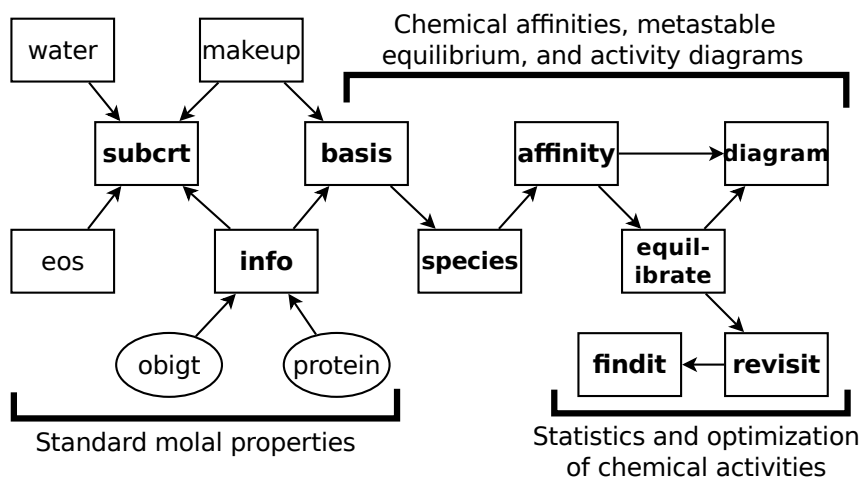 Chemical affinities, metastable
equilibrium, and activity diagrams
water
makeup
subcrt
basis
affinity
diagram
eos
info
species
equil-
ibrate
obigt
protein
findit
revisit
Standard molal properties
Statistics and optimization
of chemical activities